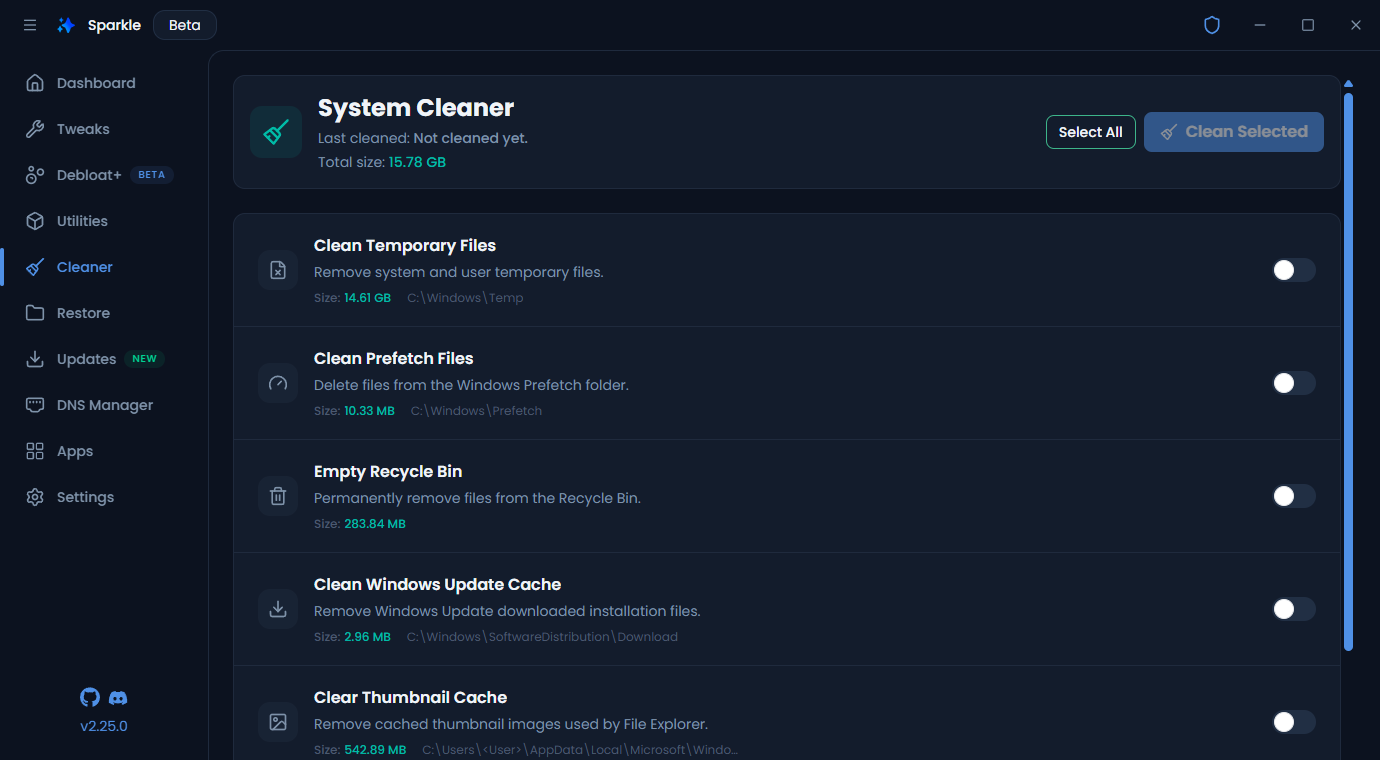 Sparkle Beta
Dashboard
Tweaks
Debloat+ BETA
Utilities
Cleaner
Restore
Updates NEW
DNS Manager
Apps
Settings
v2.25.0
System Cleaner
Last cleaned: Not cleaned yet.
Total size: 15.78 GB
Select All
Clean Selected
Clean Temporary Files
Remove system and user temporary files.
Size: 14.61 GB C:\Windows\Temp
Clean Prefetch Files
Delete files from the Windows Prefetch folder.
Size: 10.33 MB C:\Windows\Prefetch
Empty Recycle Bin
Permanently remove files from the Recycle Bin.
Size: 283.84 MB
Clean Windows Update Cache
Remove Windows Update downloaded installation files.
Size: 2.96 MB C:\Windows\SoftwareDistribution\Download
Clear Thumbnail Cache
Remove cached thumbnail images used by File Explorer.
Size: 542.89 MB C:\Users\<User>\AppData\Local\Microsoft\Windo...